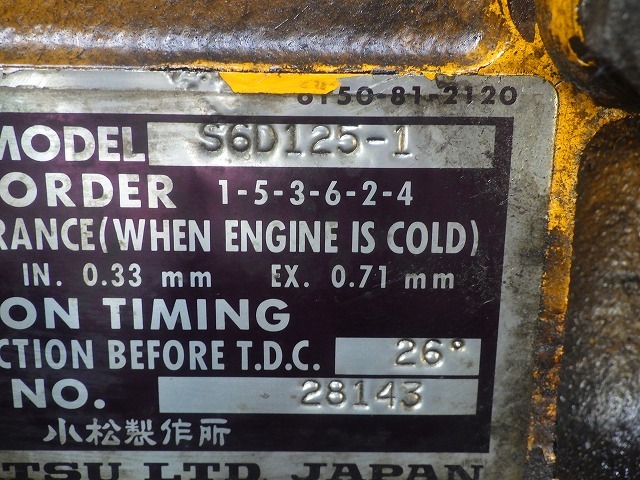 6150-81-2120
MODEL S6D125-1
ORDER 1-5-3-6-2-4
RANCE (WHEN ENGINE IS COLD)
IN. 0.33 mm EX. 0.71 mm
ON TIMING
CTION BEFORE T.D.C. 26°
NO. 28143
小松製作所
TSU LTD. JAPAN